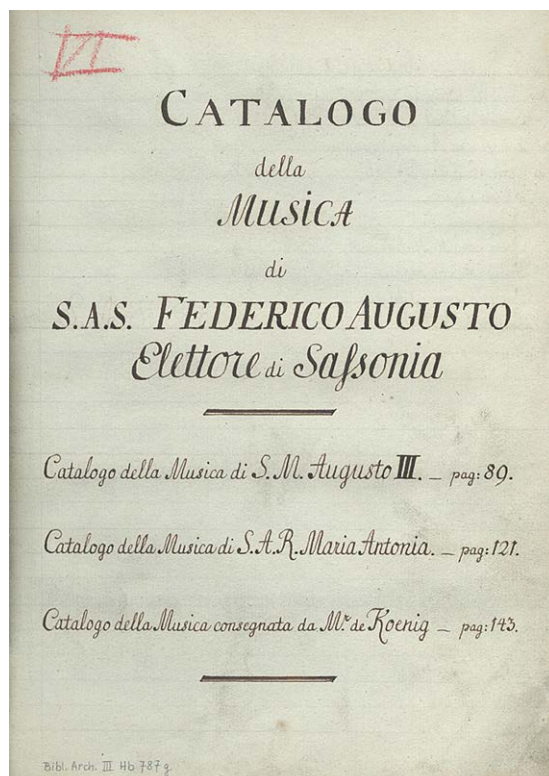 VI
CATALOGO
della
MUSICA
di
S.A.S. FEDERICO AUGUSTO
Elettore di Saſsonia
Catalogo della Musica di S.M. Augusto III. – pag: 89.
Catalogo della Musica di S.A.R. Maria Antonia. – pag: 121.
Catalogo della Musica consegnata da Mr. de Koenig – pag: 143.
Bibl. Arch. III Hb 787 g